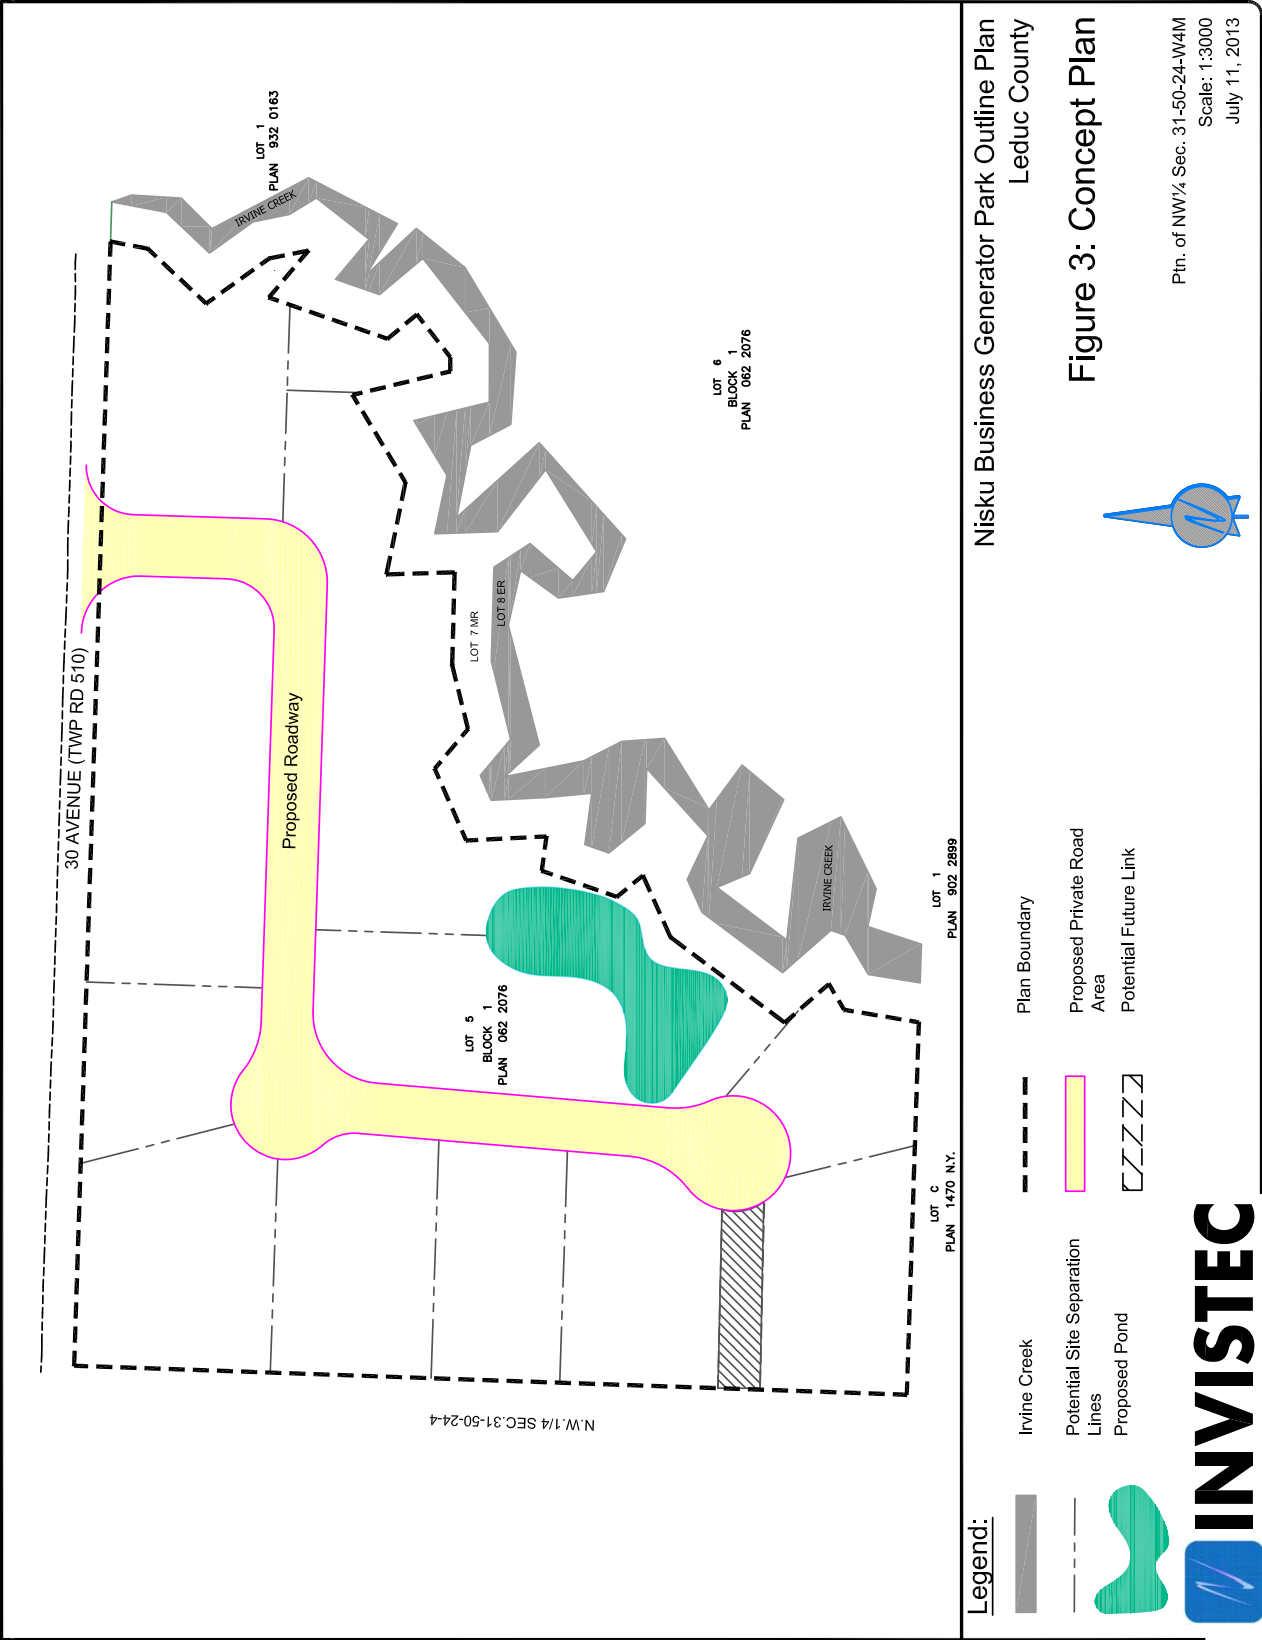 30 AVENUE (TWP RD 510)
LOT 1
PLAN 932 0163
IRVINE CREEK
Proposed Roadway
LOT 6
BLOCK 1
PLAN 062 2076
LOT 7 MR
LOT 8 ER
LOT 5
BLOCK 1
PLAN 062 2076
IRVINE CREEK
LOT 1
PLAN 902 2899
LOT C
PLAN 1470 N.Y.
N.W.1/4 SEC.31-50-24-4
Legend:
Irvine Creek
Potential Site Separation
Lines
Proposed Pond
Plan Boundary
Proposed Private Road
Area
Potential Future Link
Nisku Business Generator Park Outline Plan
Leduc County
Figure 3: Concept Plan
Ptn. of NW¼ Sec. 31-50-24-W4M
Scale: 1:3000
July 11, 2013
INVISTEC